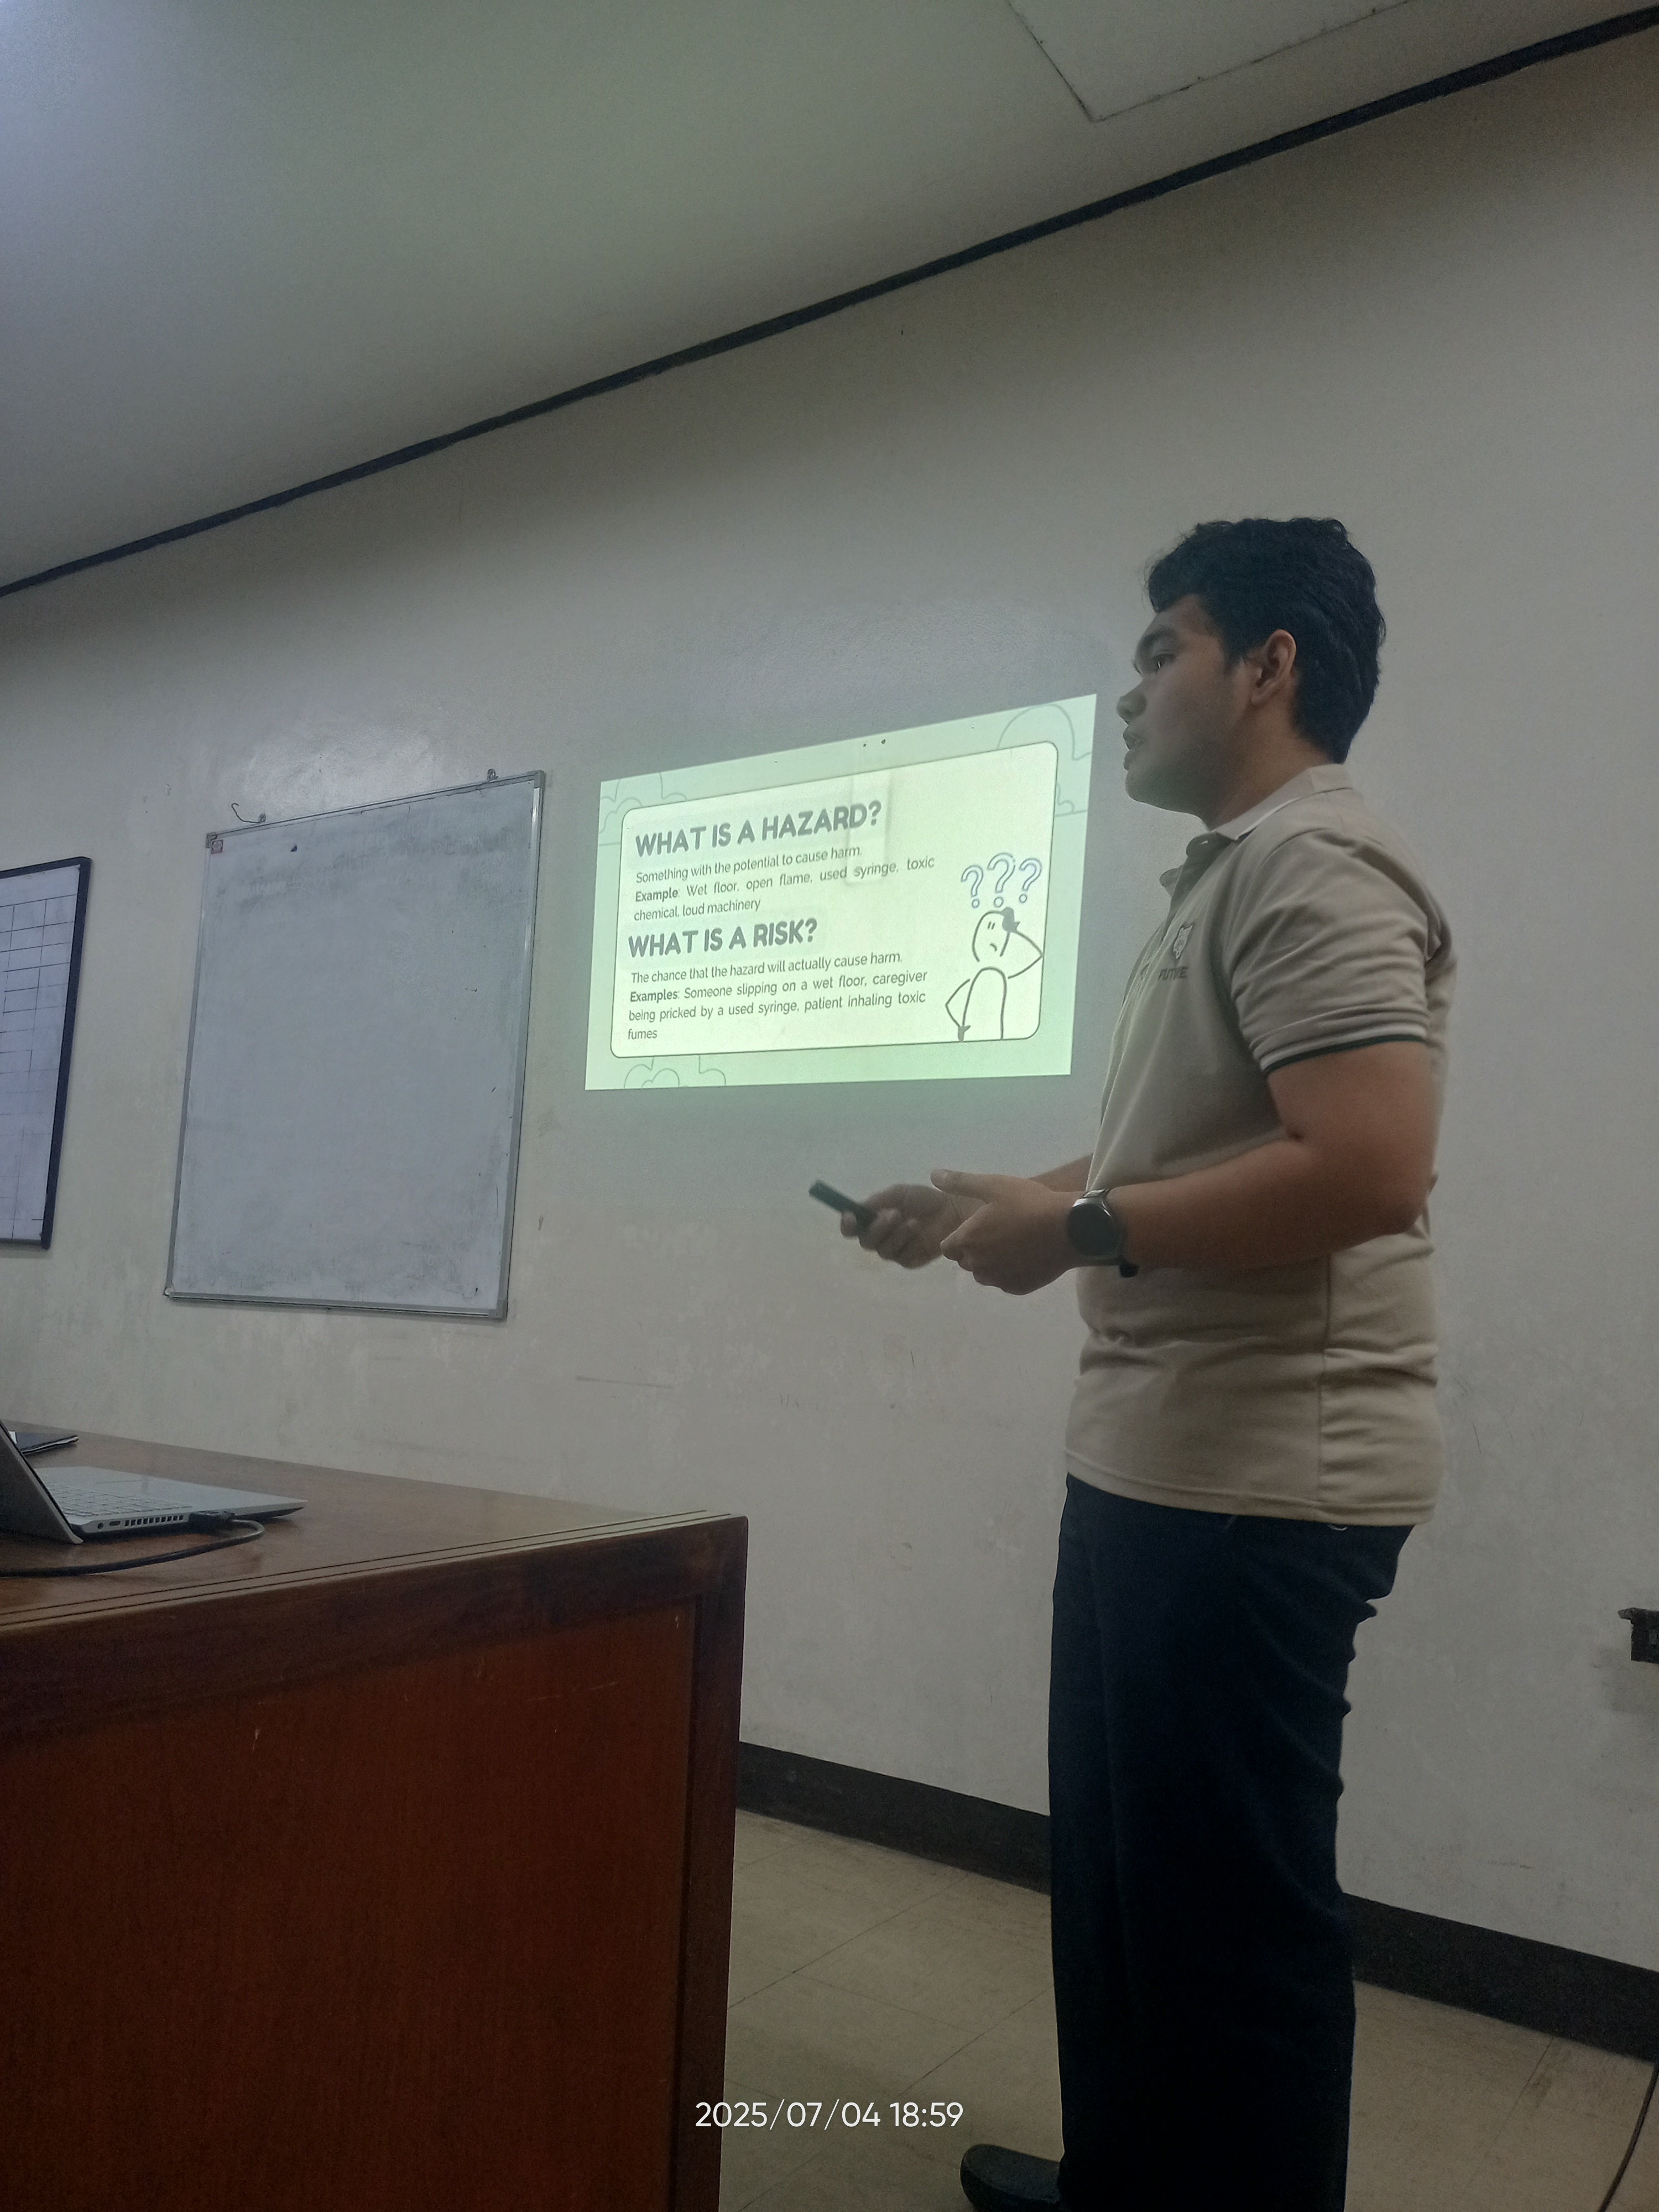 WHAT IS A HAZARD?
Something with the potential to cause harm.
Example: Wet floor, open flame, used syringe, toxic
chemical, loud machinery
WHAT IS A RISK?
The chance that the hazard will actually cause harm.
Examples: Someone slipping on a wet floor, caregiver
being pricked by a used syringe, patient inhaling toxic
fumes
???
2025/07/04 18:59